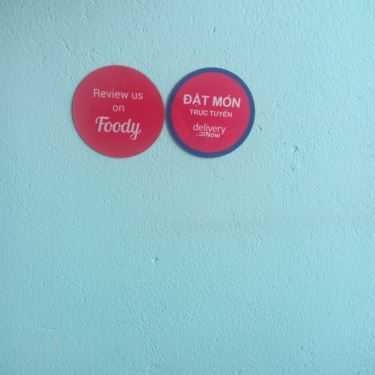 Review us
on
Foody
ĐẶT MÓN
TRỰC TUYẾN
delivery
Now